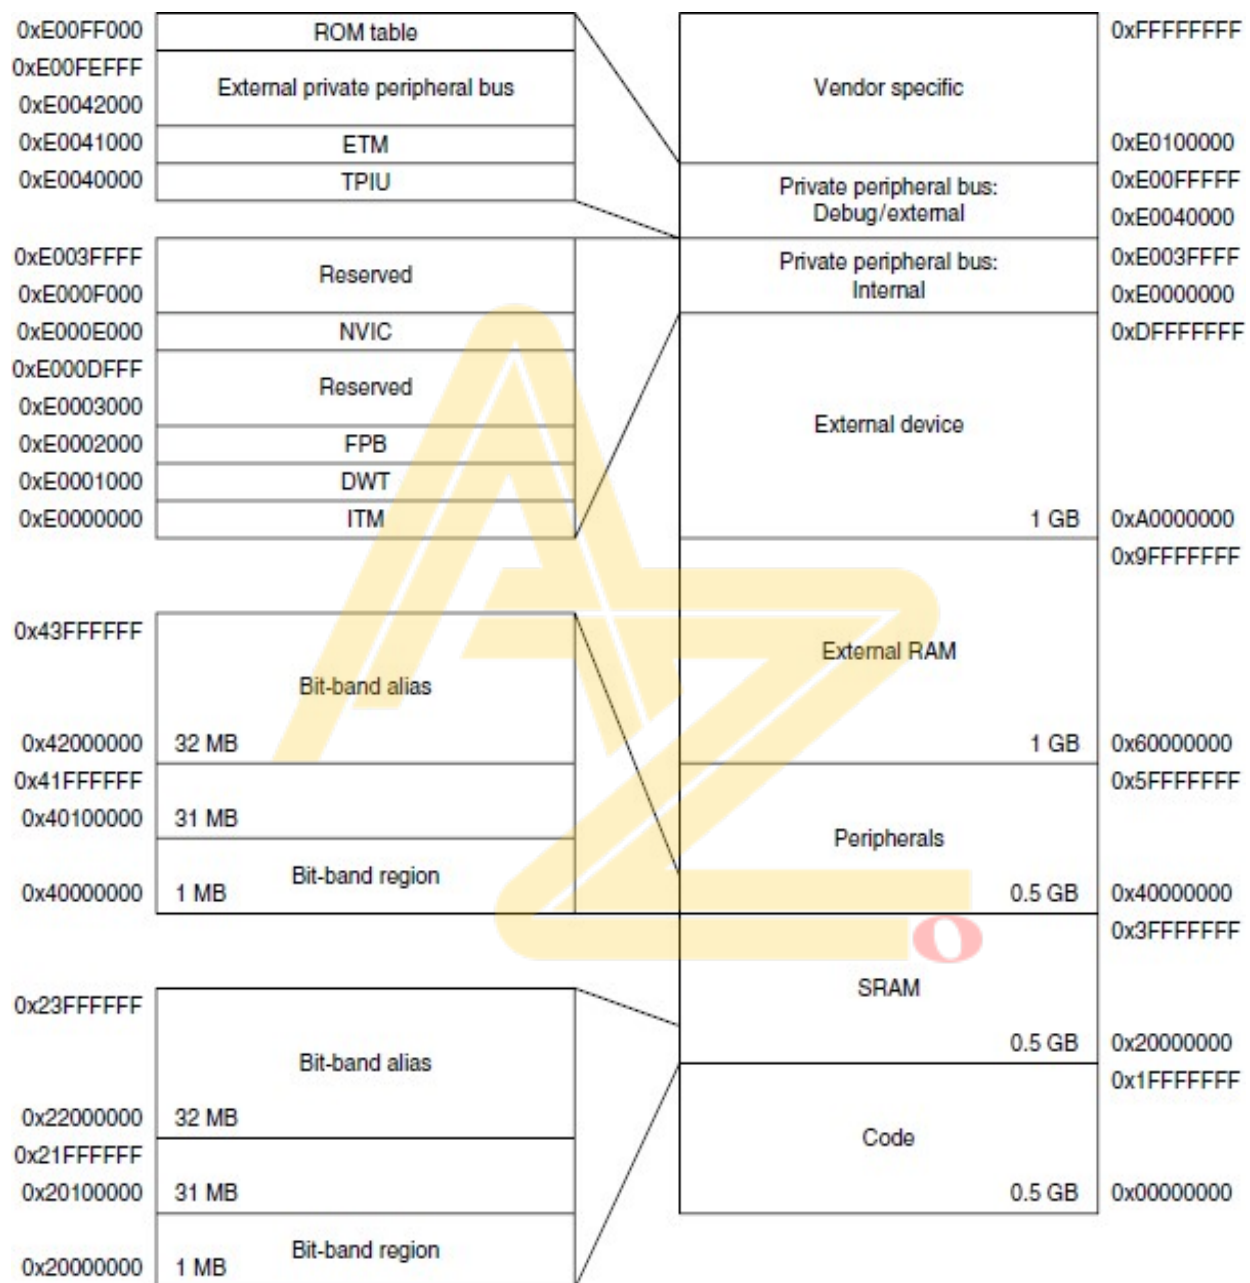 0xE00FF000 ROM table
0xE00FEFFF
External private peripheral bus
0xE0042000
0xE0041000 ETM
0xE0040000 TPIU
0xE003FFFF
Reserved
0xE000F000
0xE000E000 NVIC
0xE000DFFF
Reserved
0xE0003000
0xE0002000 FPB
0xE0001000 DWT
0xE0000000 ITM
0x43FFFFFF
Bit-band alias
0x42000000 32 MB
0x41FFFFFF
0x40100000 31 MB
Bit-band region
0x40000000 1 MB
0x23FFFFFF
Bit-band alias
0x22000000 32 MB
0x21FFFFFF
0x20100000 31 MB
Bit-band region
0x20000000 1 MB
0xFFFFFFFF
Vendor specific
0xE0100000
Private peripheral bus: 0xE00FFFFF
Debug/external 0xE0040000
Private peripheral bus: 0xE003FFFF
Internal 0xE0000000
0xDFFFFFFF
External device
1 GB 0xA0000000
0x9FFFFFFF
External RAM
1 GB 0x60000000
0x5FFFFFFF
Peripherals
0.5 GB 0x40000000
0x3FFFFFFF
SRAM
0.5 GB 0x20000000
0x1FFFFFFF
Code
0.5 GB 0x00000000
AZ.o